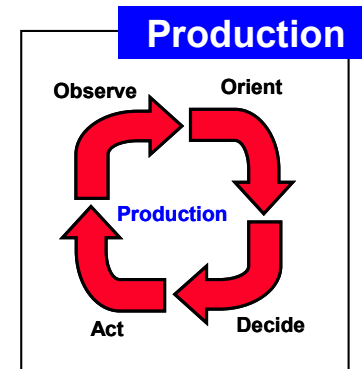 Production
Observe
Orient
Production
Act
Decide